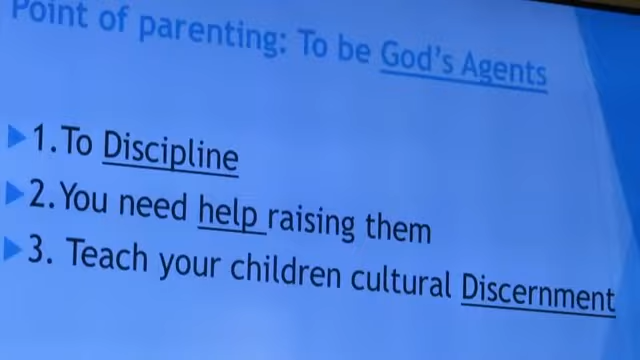 Point of parenting: To be God's Agents
1.To Discipline
2.You need help raising them
3. Teach your children cultural Discernment